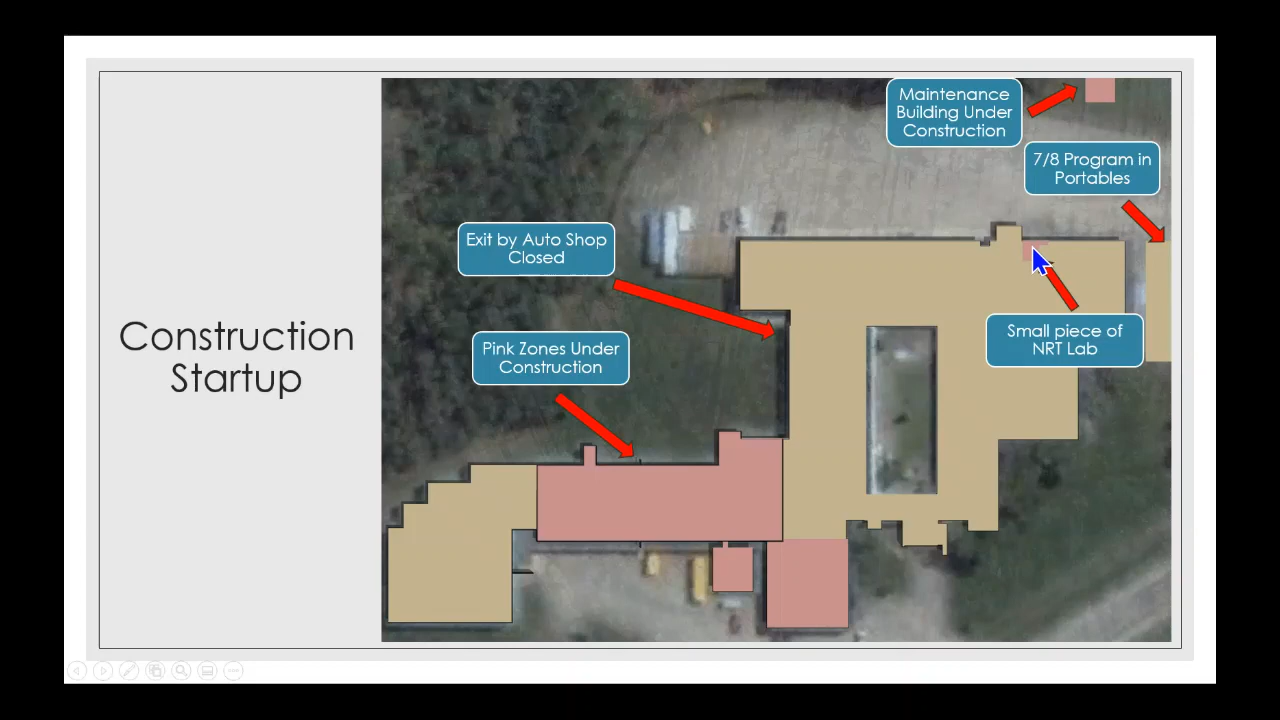 Construction
Startup
Maintenance
Building Under
Construction
7/8 Program in
Portables
Exit by Auto Shop
Closed
Small piece of
NRT Lab
Pink Zones Under
Construction